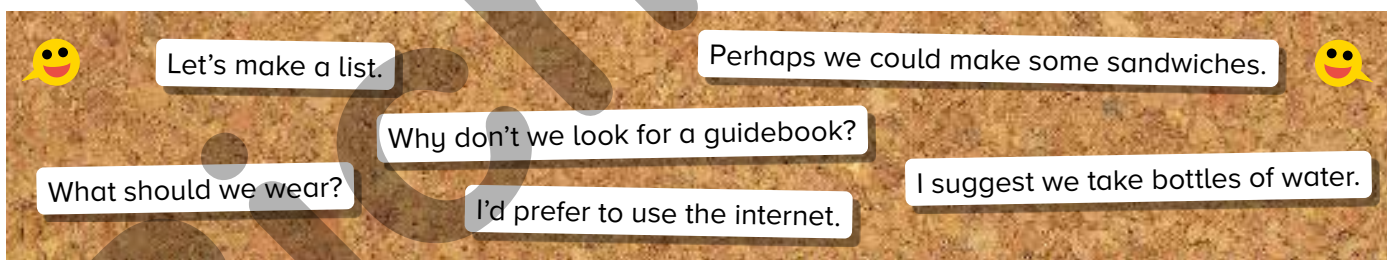 Let's make a list.
Perhaps we could make some sandwiches.
Why don't we look for a guidebook?
What should we wear?
I suggest we take bottles of water.
I'd prefer to use the internet.